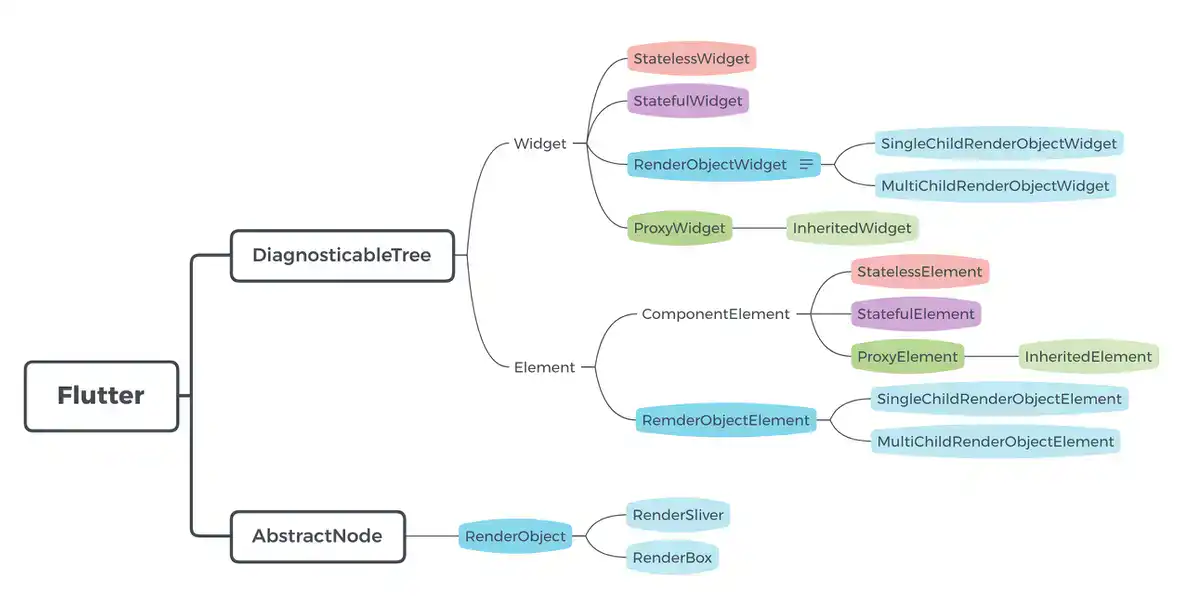 Flutter
DiagnosticableTree
Widget
StatelessWidget
StatefulWidget
RenderObjectWidget
SingleChildRenderObjectWidget
MultiChildRenderObjectWidget
ProxyWidget
InheritedWidget
Element
ComponentElement
StatelessElement
StatefulElement
ProxyElement
InheritedElement
RemderObjectElement
SingleChildRenderObjectElement
MultiChildRenderObjectElement
AbstractNode
RenderObject
RenderSliver
RenderBox